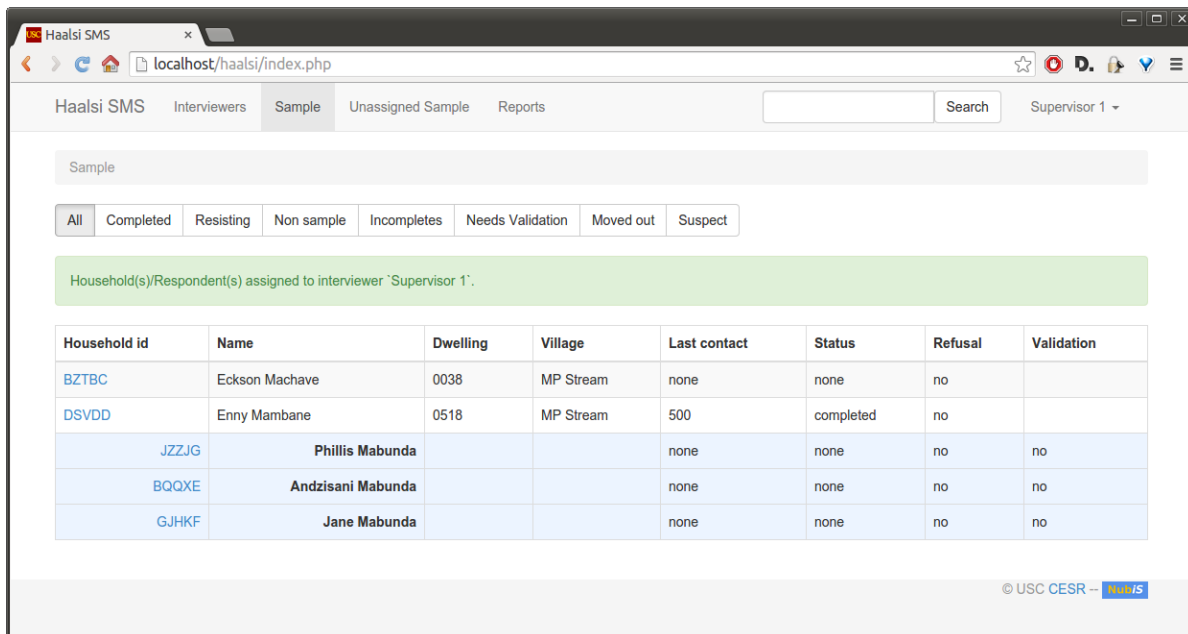 USC Haalsi SMS ×
localhost/haalsi/index.php D.
Haalsi SMS Interviewers Sample Unassigned Sample Reports Search Supervisor 1
Sample
All Completed Resisting Non sample Incompletes Needs Validation Moved out Suspect
Household(s)/Respondent(s) assigned to interviewer `Supervisor 1`.
Household id Name Dwelling Village Last contact Status Refusal Validation
BZTBC Eckson Machave 0038 MP Stream none none no
DSVDD Enny Mambane 0518 MP Stream 500 completed no
JZZJG Phillis Mabunda none none no no
BQQXE Andzisani Mabunda none none no no
GJHKF Jane Mabunda none none no no
© USC CESR -- NubiS